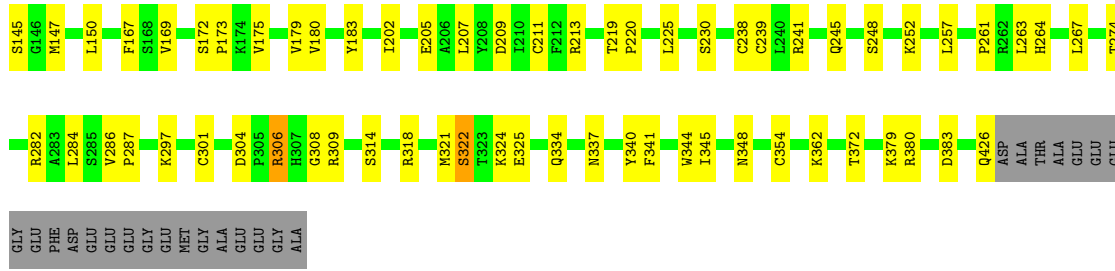 S145 G146 M147 L150 F167 S168 V169 S172 P173 K174 V175 V179 V180 Y183 I202 E205 A206 L207 Y208 D209 I210 C211 F212 R213 T219 P220 L225 S230 C238 C239 L240 R241 Q245 S248 K252 L257 P261 R262 L263 H264 L267 T274
R282 A283 L284 S285 V286 P287 K297 C301 D304 P305 R306 H307 G308 R309 S314 R318 M321 S322 T323 K324 E325 Q334 N337 Y340 F341 W344 I345 N348 C354 K362 T372 K379 R380 D383 Q426 ASP ALA THR ALA GLU GLU GLU
GLY GLU PHE ASP GLU GLU GLU GLY GLU MET GLY ALA GLU GLU GLY ALA